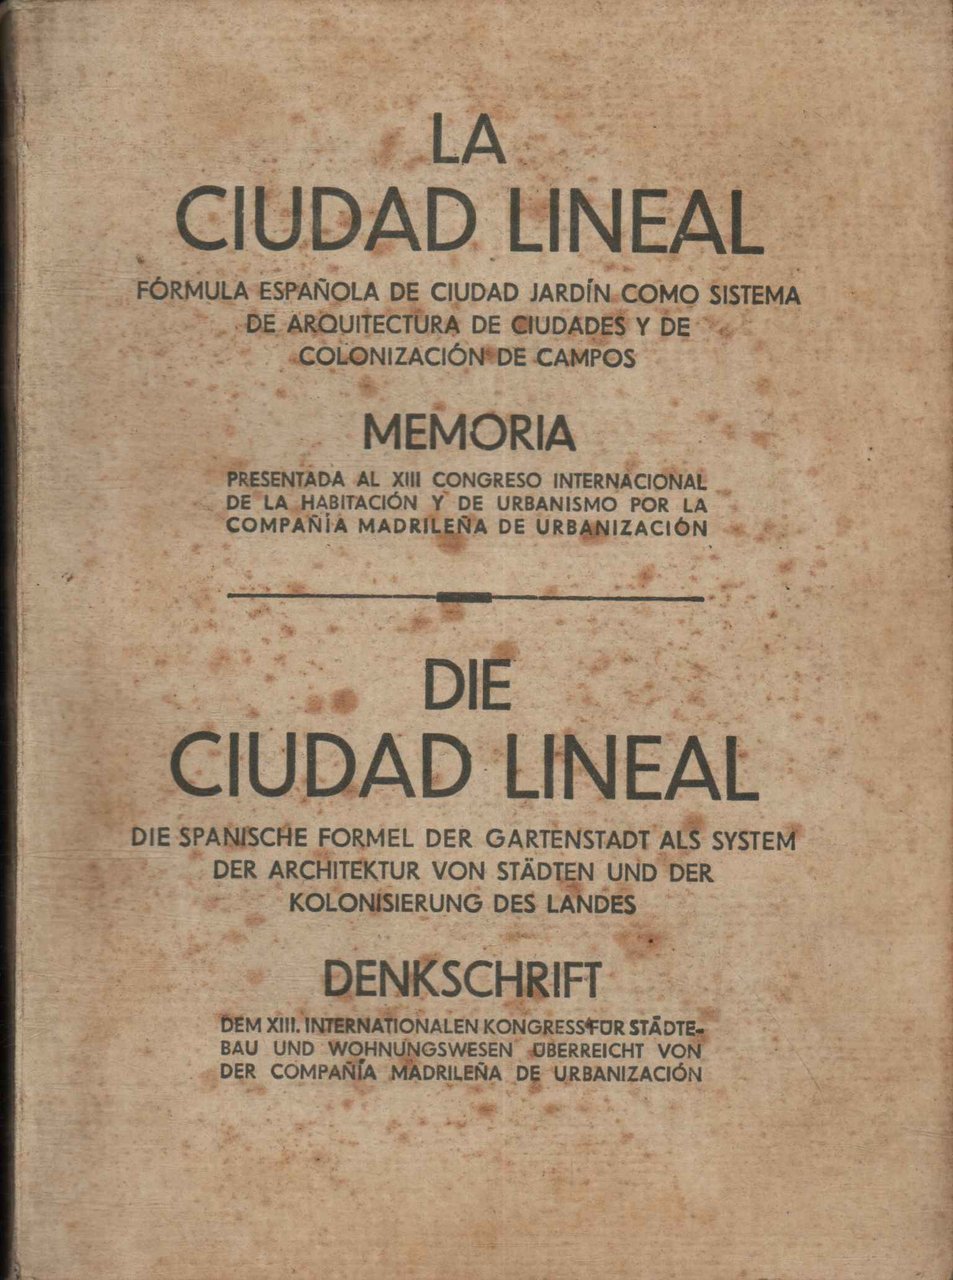 LA
CIUDAD LINEAL
FÓRMULA ESPAÑOLA DE CIUDAD JARDÍN COMO SISTEMA
DE ARQUITECTURA DE CIUDADES Y DE
COLONIZACIÓN DE CAMPOS
MEMORIA
PRESENTADA AL XIII CONGRESO INTERNACIONAL
DE LA HABITACIÓN Y DE URBANISMO POR LA
COMPAÑÍA MADRILEÑA DE URBANIZACIÓN
DIE
CIUDAD LINEAL
DIE SPANISCHE FORMEL DER GARTENSTADT ALS SYSTEM
DER ARCHITEKTUR VON STÄDTEN UND DER
KOLONISIERUNG DES LANDES
DENKSCHRIFT
DEM XIII. INTERNATIONALEN KONGRESS FÜR STÄDTE-
BAU UND WOHNUNGSWESEN ÜBERREICHT VON
DER COMPAÑÍA MADRILEÑA DE URBANIZACIÓN